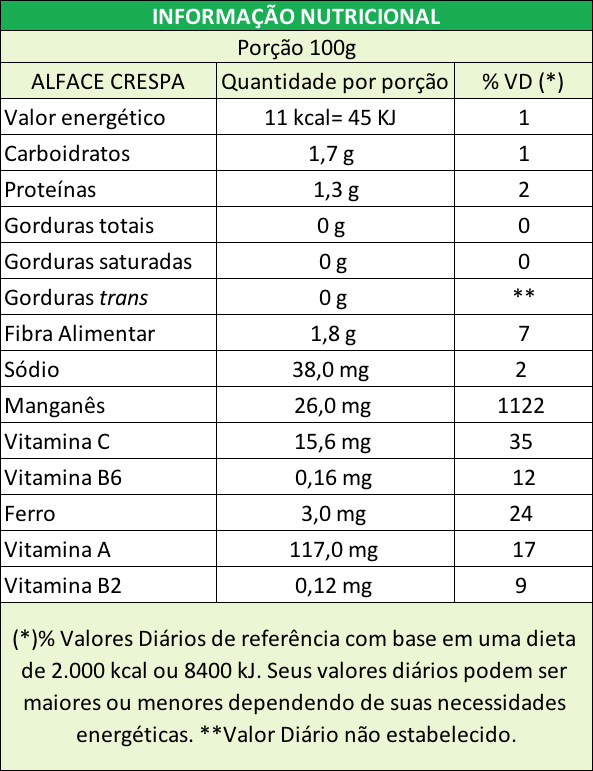 INFORMAÇÃO NUTRICIONAL
Porção 100g
ALFACE CRESPA Quantidade por porção % VD (*)
Valor energético 11 kcal= 45 KJ 1
Carboidratos 1,7 g 1
Proteínas 1,3 g 2
Gorduras totais 0 g 0
Gorduras saturadas 0 g 0
Gorduras trans 0 g **
Fibra Alimentar 1,8 g 7
Sódio 38,0 mg 2
Manganês 26,0 mg 1122
Vitamina C 15,6 mg 35
Vitamina B6 0,16 mg 12
Ferro 3,0 mg 24
Vitamina A 117,0 mg 17
Vitamina B2 0,12 mg 9
(*)% Valores Diários de referência com base em uma dieta
de 2.000 kcal ou 8400 kJ. Seus valores diários podem ser
maiores ou menores dependendo de suas necessidades
energéticas. **Valor Diário não estabelecido.